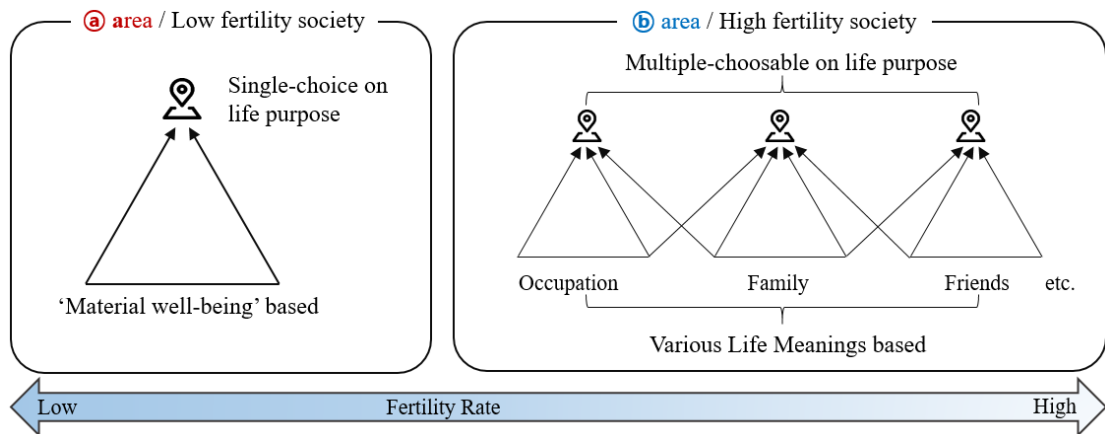 ⓐ area / Low fertility society
Single-choice on
life purpose
‘Material well-being’ based
ⓑ area / High fertility society
Multiple-choosable on life purpose
Occupation Family Friends etc.
Various Life Meanings based
Low Fertility Rate High